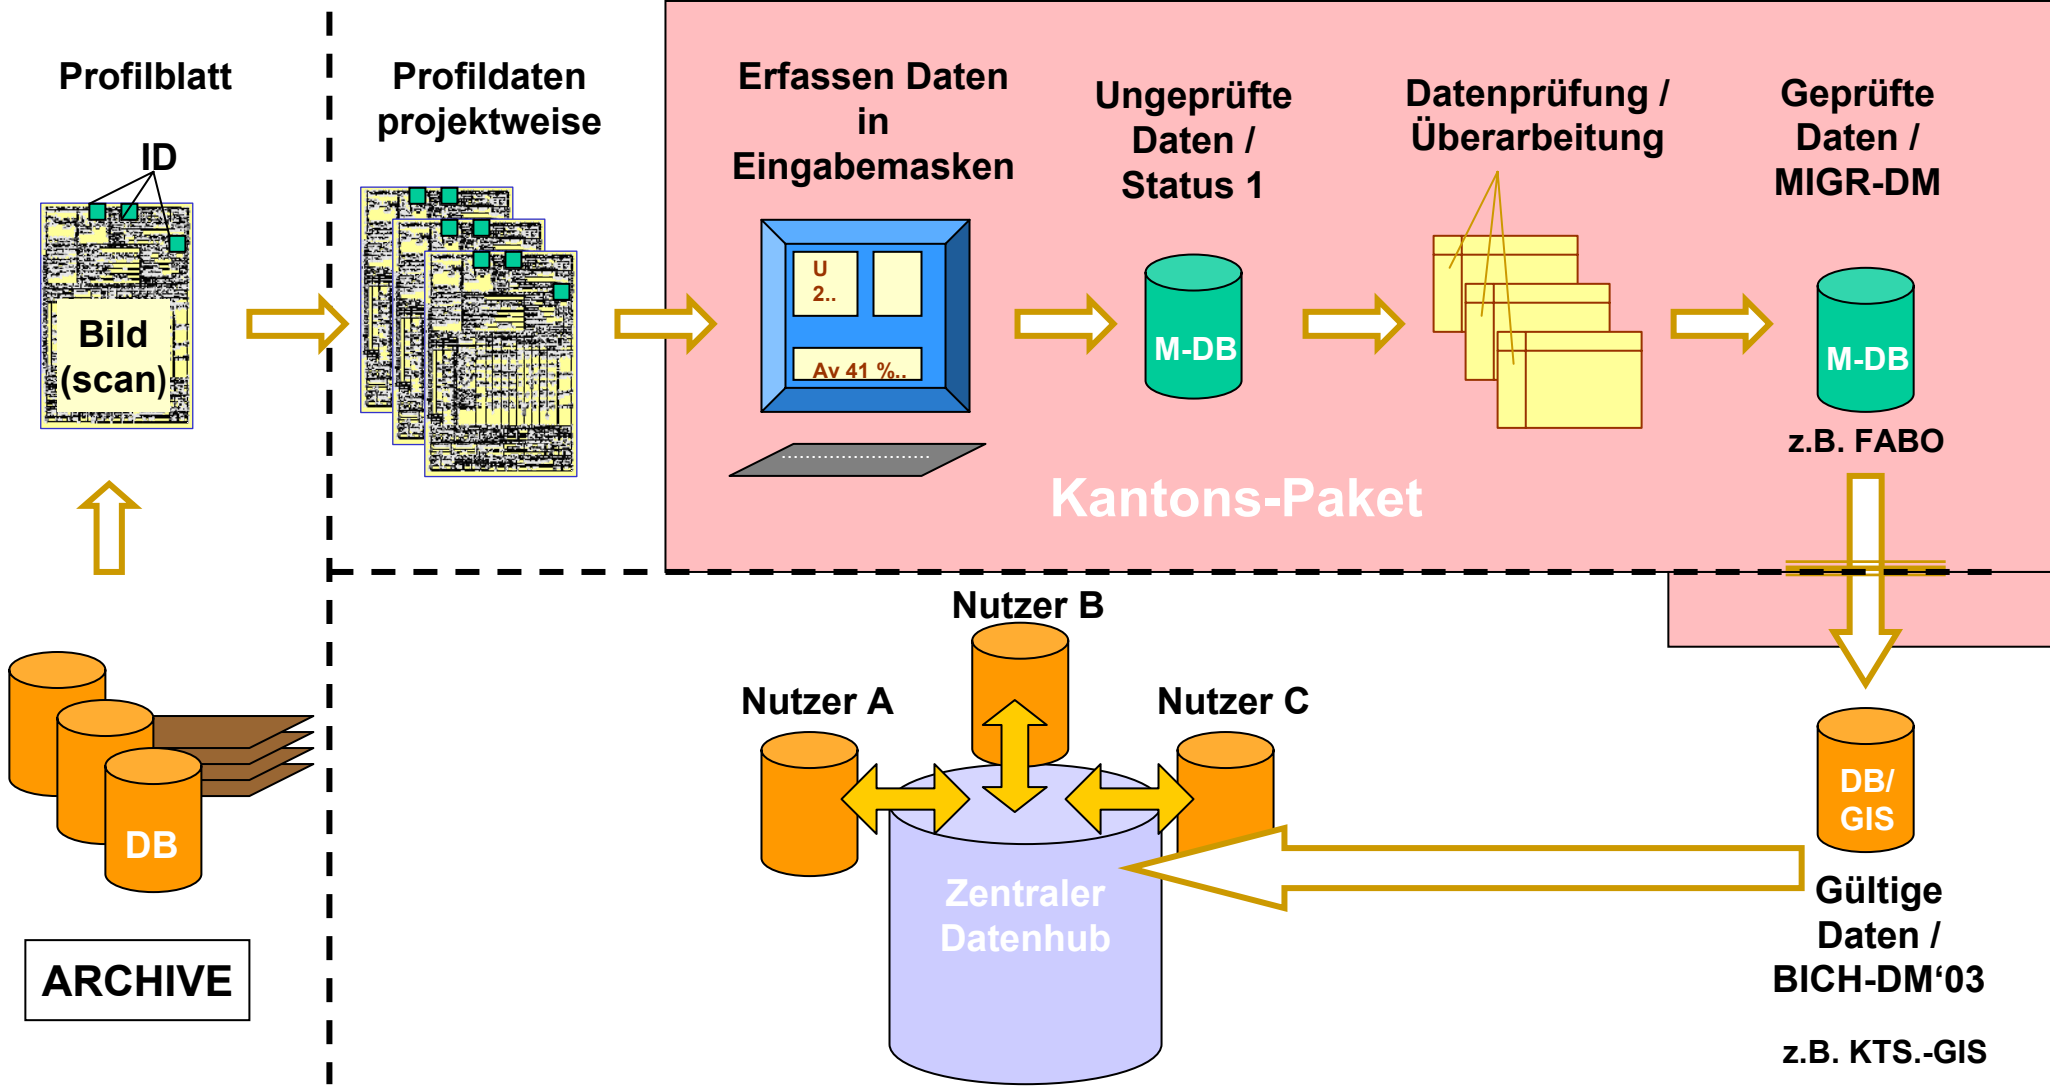 Profilblatt
ID
Bild
(scan)
Profildaten
projektweise
Erfassen Daten
in
Eingabemasken
U
2..
Av 41 %..
Ungeprüfte
Daten /
Status 1
M-DB
Datenprüfung /
Überarbeitung
Geprüfte
Daten /
MIGR-DM
M-DB
z.B. FABO
Kantons-Paket
Nutzer B
Nutzer A
Nutzer C
DB
ARCHIVE
Zentraler
Datenhub
DB/
GIS
Gültige
Daten /
BICH-DM‘03
z.B. KTS.-GIS